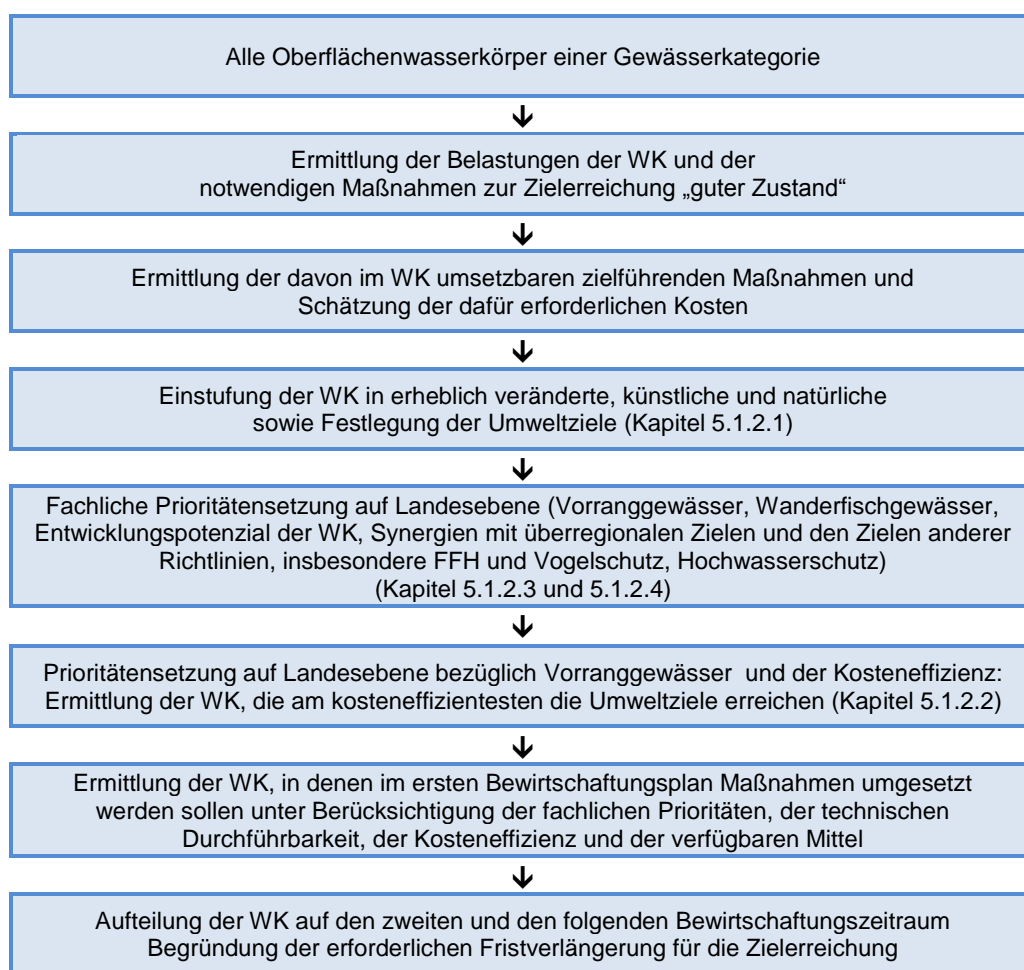 Alle Oberflächenwasserkörper einer Gewässerkategorie
Ermittlung der Belastungen der WK und der
notwendigen Maßnahmen zur Zielerreichung „guter Zustand“
Ermittlung der davon im WK umsetzbaren zielführenden Maßnahmen und
Schätzung der dafür erforderlichen Kosten
Einstufung der WK in erheblich veränderte, künstliche und natürliche
sowie Festlegung der Umweltziele (Kapitel 5.1.2.1)
Fachliche Prioritätensetzung auf Landesebene (Vorranggewässer, Wanderfischgewässer,
Entwicklungspotenzial der WK, Synergien mit überregionalen Zielen und den Zielen anderer
Richtlinien, insbesondere FFH und Vogelschutz, Hochwasserschutz)
(Kapitel 5.1.2.3 und 5.1.2.4)
Prioritätensetzung auf Landesebene bezüglich Vorranggewässer und der Kosteneffizienz:
Ermittlung der WK, die am kosteneffizientesten die Umweltziele erreichen (Kapitel 5.1.2.2)
Ermittlung der WK, in denen im ersten Bewirtschaftungsplan Maßnahmen umgesetzt
werden sollen unter Berücksichtigung der fachlichen Prioritäten, der technischen
Durchführbarkeit, der Kosteneffizienz und der verfügbaren Mittel
Aufteilung der WK auf den zweiten und den folgenden Bewirtschaftungszeitraum
Begründung der erforderlichen Fristverlängerung für die Zielerreichung